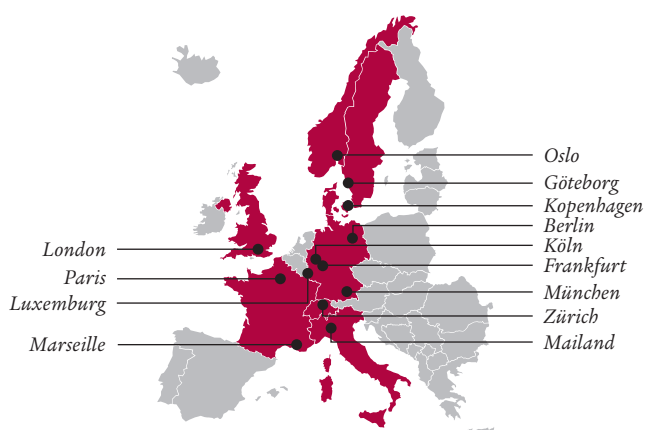 Oslo
Göteborg
Kopenhagen
Berlin
Köln
Frankfurt
München
Zürich
Mailand
London
Paris
Luxemburg
Marseille